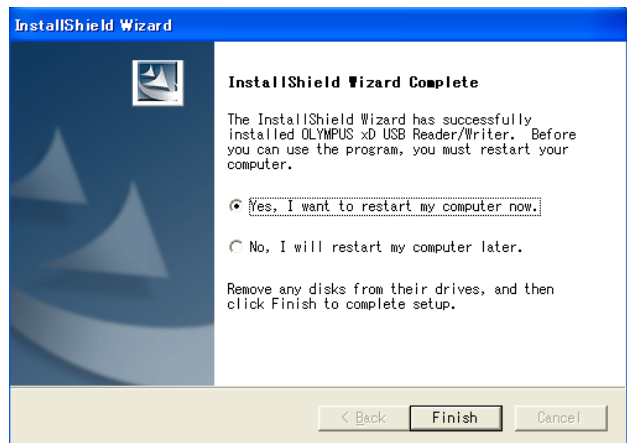 InstallShield Wizard
InstallShield Wizard Complete
The InstallShield Wizard has successfully
installed OLYMPUS xD USB Reader/Writer.  Before
you can use the program, you must restart your
computer.
Yes, I want to restart my computer now.
No, I will restart my computer later.
Remove any disks from their drives, and then
click Finish to complete setup.
< Back
Finish
Cancel